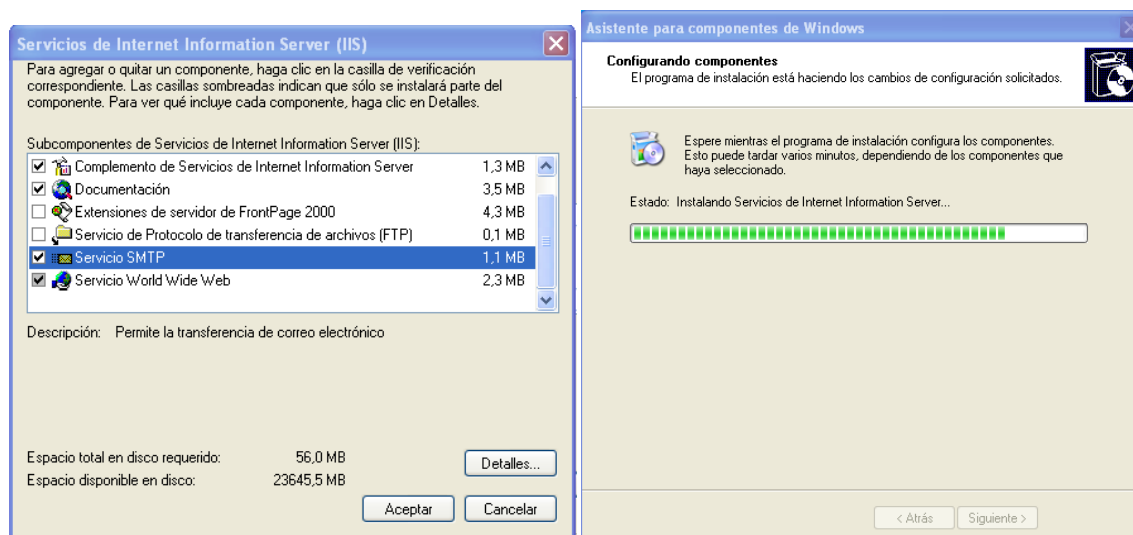 Servicios de Internet Information Server (IIS)
Para agregar o quitar un componente, haga clic en la casilla de verificación
correspondiente. Las casillas sombreadas indican que sólo se instalará parte del
componente. Para ver qué incluye cada componente, haga clic en Detalles.
Subcomponentes de Servicios de Internet Information Server (IIS):
Complemento de Servicios de Internet Information Server 1,3 MB
Documentación 3,5 MB
Extensiones de servidor de FrontPage 2000 4,3 MB
Servicio de Protocolo de transferencia de archivos (FTP) 0,1 MB
Servicio SMTP 1,1 MB
Servicio World Wide Web 2,3 MB
Descripción: Permite la transferencia de correo electrónico
Espacio total en disco requerido: 56,0 MB
Espacio disponible en disco: 23645,5 MB
Detalles...
Aceptar Cancelar
Asistente para componentes de Windows
Configurando componentes
El programa de instalación está haciendo los cambios de configuración solicitados.
Espere mientras el programa de instalación configura los componentes.
Esto puede tardar varios minutos, dependiendo de los componentes que
haya seleccionado.
Estado: Instalando Servicios de Internet Information Server...
< Atrás Siguiente >